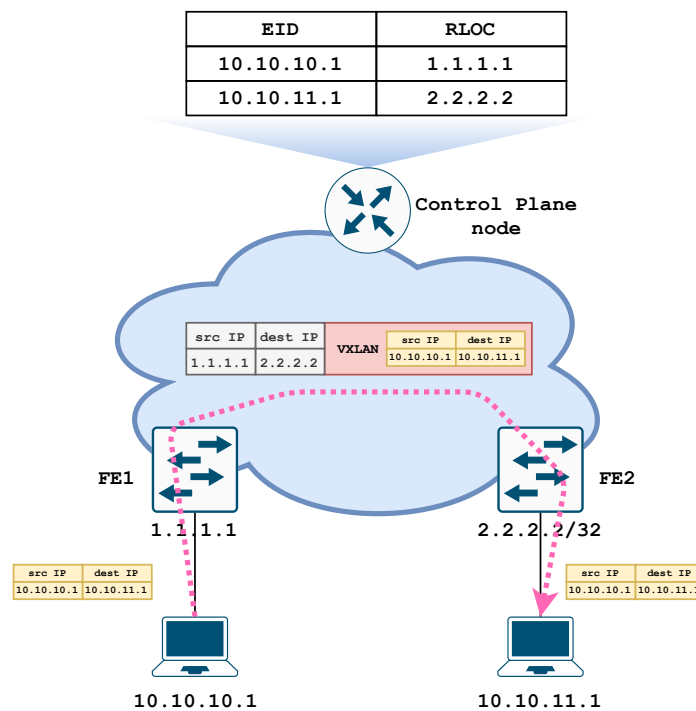 EID RLOC
10.10.10.1 1.1.1.1
10.10.11.1 2.2.2.2
Control Plane
node
src IP dest IP
1.1.1.1 2.2.2.2
VXLAN
src IP dest IP
10.10.10.1 10.10.11.1
FE1
1.1.1.1
FE2
2.2.2.2/32
src IP dest IP
10.10.10.1 10.10.11.1
src IP dest IP
10.10.10.1 10.10.11.1
10.10.10.1
10.10.11.1